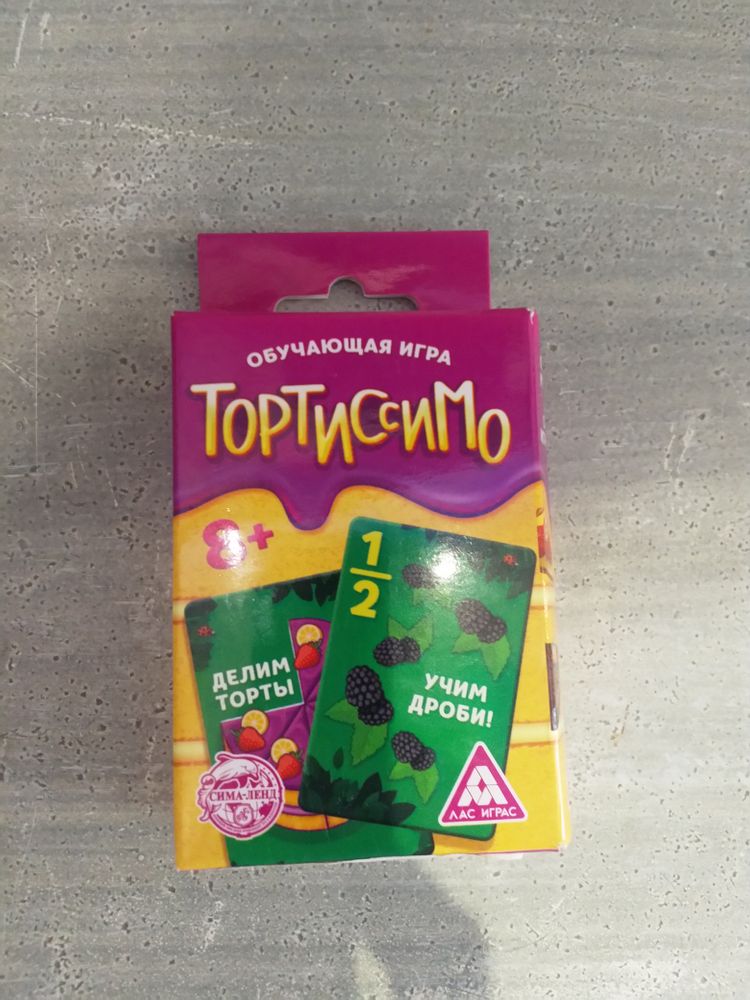 ОБУЧАЮЩАЯ ИГРА
ТОРТИССИМО
8+
1
2
ДЕЛИМ
ТОРТЫ
УЧИМ
ДРОБИ!
СИМА-ЛЕНД
ЛАС ИГРАС